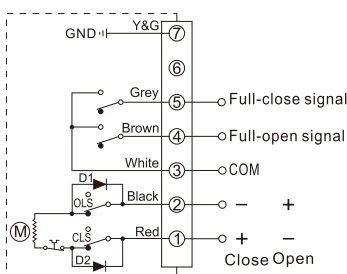 GND Y&G 7
6
Grey 5 Full-close signal
Brown 4 Full-open signal
White 3 COM
D1
OLS Black 2 − +
M CLS Red 1 + −
D2
Close Open